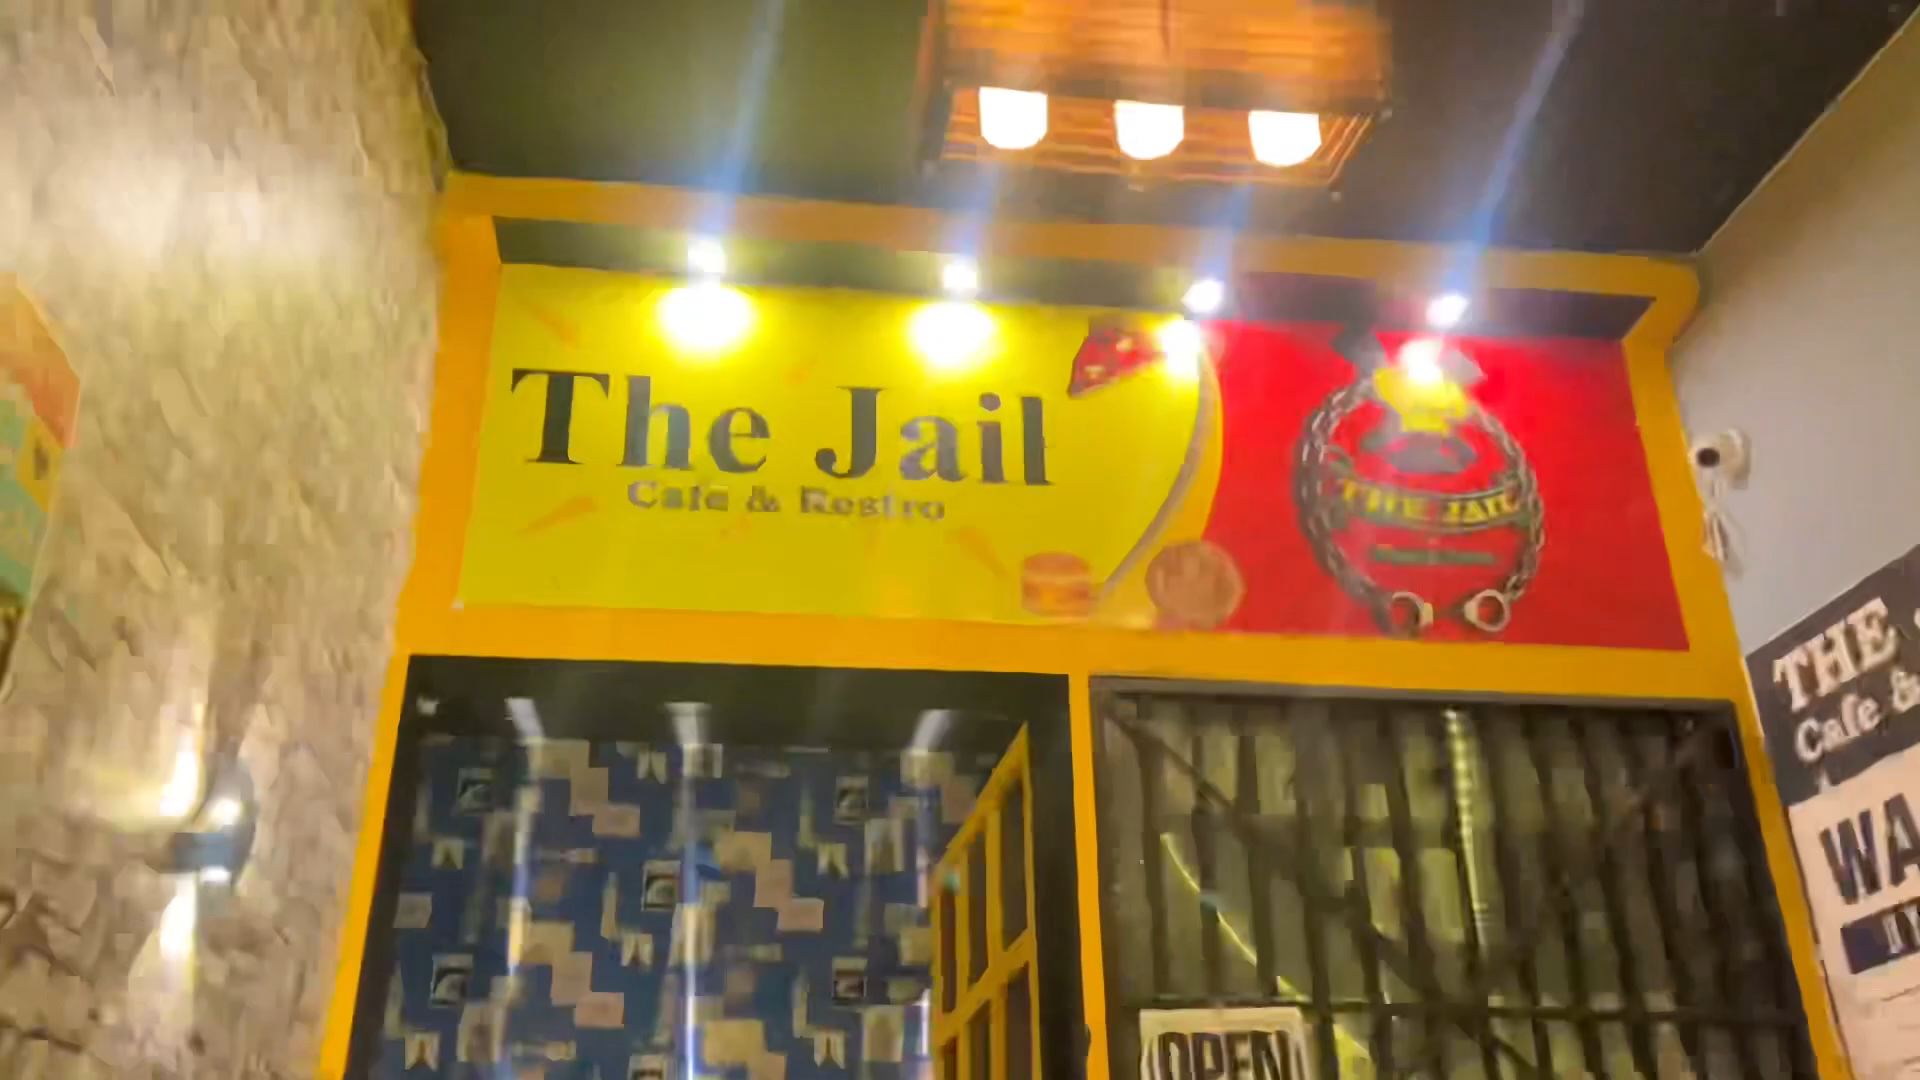 The Jail
Cafe & Restro
THE JAIL
THE
Cafe &
WA
OPEN